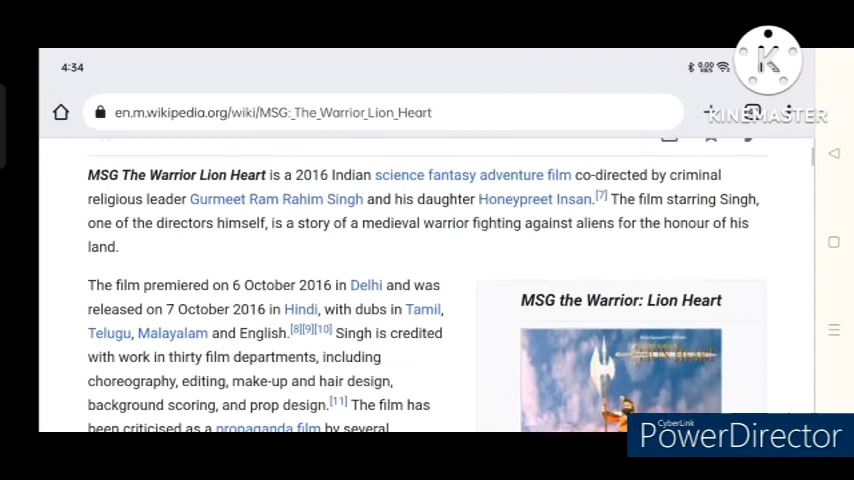 4:34
KINEMASTER
en.m.wikipedia.org/wiki/MSG:_The_Warrior_Lion_Heart
MSG The Warrior Lion Heart is a 2016 Indian science fantasy adventure film co-directed by criminal
religious leader Gurmeet Ram Rahim Singh and his daughter Honeypreet Insan.[7] The film starring Singh,
one of the directors himself, is a story of a medieval warrior fighting against aliens for the honour of his
land.
The film premiered on 6 October 2016 in Delhi and was
released on 7 October 2016 in Hindi, with dubs in Tamil,
Telugu, Malayalam and English.[8][9][10] Singh is credited
with work in thirty film departments, including
choreography, editing, make-up and hair design,
background scoring, and prop design.[11] The film has
been criticised as a propaganda film by several
MSG the Warrior: Lion Heart
LION HEART
CyberLink
PowerDirector